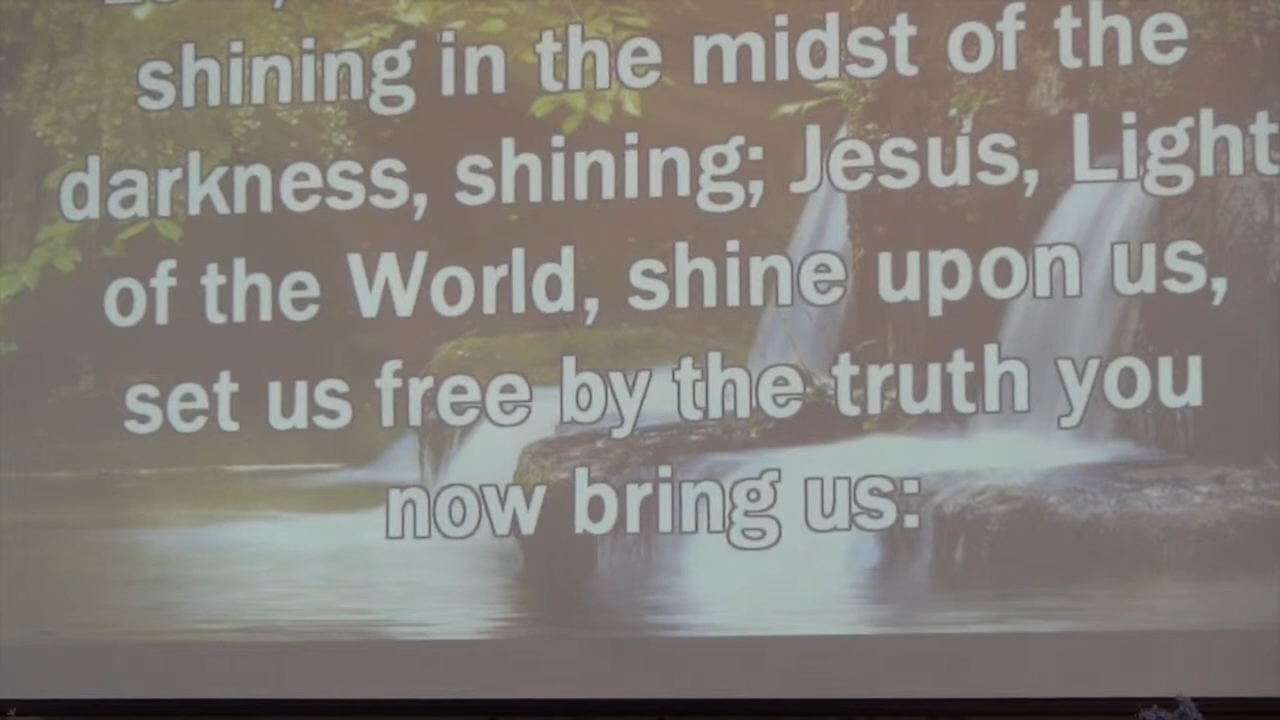 shining in the midst of the
darkness, shining; Jesus, Light
of the World, shine upon us,
set us free by the truth you
now bring us: